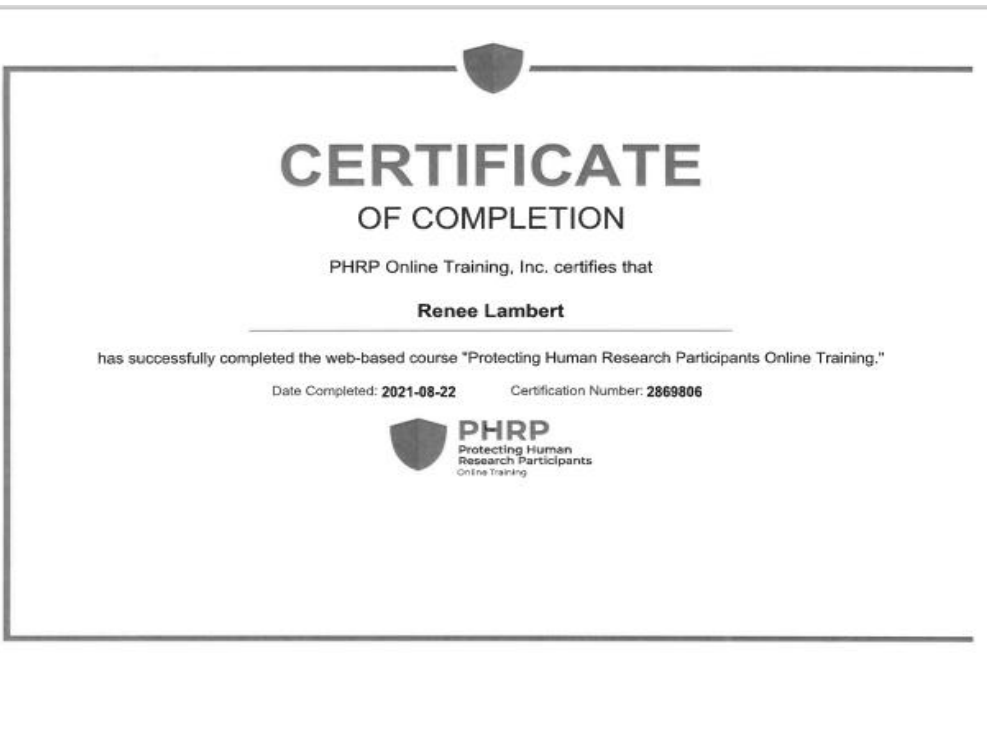 CERTIFICATE
OF COMPLETION
PHRP Online Training, Inc. certifies that
Renee Lambert
has successfully completed the web-based course "Protecting Human Research Participants Online Training."
Date Completed: 2021-08-22 Certification Number: 2869806
PHRP
Protecting Human
Research Participants
Online Training